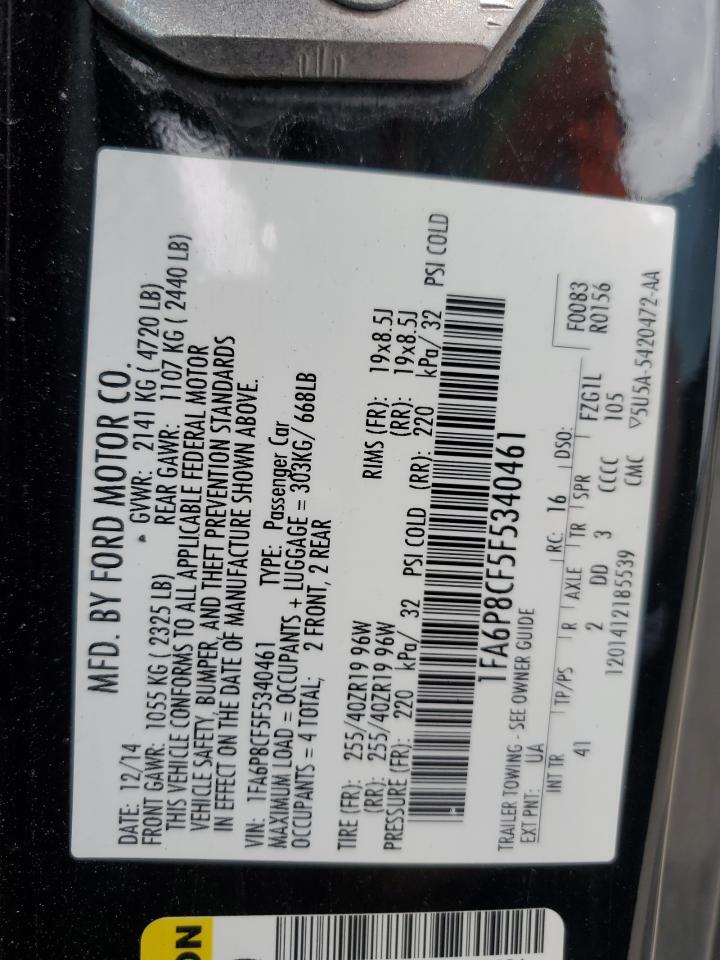 MFD. BY FORD MOTOR CO.
DATE: 12/14 GVWR: 2141 KG ( 4720 LB)
FRONT GAWR: 1055 KG (2325 LB) REAR GAWR: 1107 KG ( 2440 LB)
THIS VEHICLE CONFORMS TO ALL APPLICABLE FEDERAL MOTOR
VEHICLE SAFETY, BUMPER, AND THEFT PREVENTION STANDARDS
IN EFFECT ON THE DATE OF MANUFACTURE SHOWN ABOVE.
VIN: 1FA6P8CF5F5340461 TYPE: Passenger Car
MAXIMUM LOAD = OCCUPANTS + LUGGAGE = 303KG/ 668LB
OCCUPANTS = 4 TOTAL; 2 FRONT, 2 REAR
TIRE (FR): 255/40ZR19 96W RIMS (FR): 19x8.5J
(RR): 255/40ZR19 96W (RR): 19x8.5J
PRESSURE (FR): 220 kPa/ 32 PSI COLD (RR): 220 kPa/ 32 PSI COLD
1FA6P8CF5F5340461
TRAILER TOWING - SEE OWNER GUIDE
EXT PNT: UA RC: 16 DSO:
INT TR TP/PS R AXLE TR SPR
41 2 DD 3 CCCC FZG1L 105
F0083
R0156
1201412185539 CMC V5U5A-5420472-AA
ON